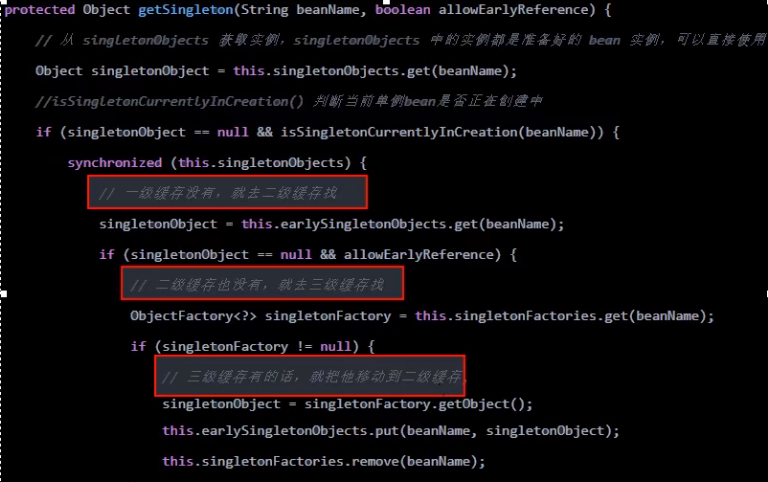 protected Object getSingleton(String beanName, boolean allowEarlyReference) {
// 从 singletonObjects 获取实例，singletonObjects 中的实例都是准备好的 bean 实例，可以直接使用
Object singletonObject = this.singletonObjects.get(beanName);
//isSingletonCurrentlyInCreation() 判断当前单例bean是否正在创建中
if (singletonObject == null && isSingletonCurrentlyInCreation(beanName)) {
synchronized (this.singletonObjects) {
// 一级缓存没有，就去二级缓存找
singletonObject = this.earlySingletonObjects.get(beanName);
if (singletonObject == null && allowEarlyReference) {
// 二级缓存也没有，就去三级缓存找
ObjectFactory<?> singletonFactory = this.singletonFactories.get(beanName);
if (singletonFactory != null) {
// 三级缓存有的话，就把他移动到二级缓存,
singletonObject = singletonFactory.getObject();
this.earlySingletonObjects.put(beanName, singletonObject);
this.singletonFactories.remove(beanName);